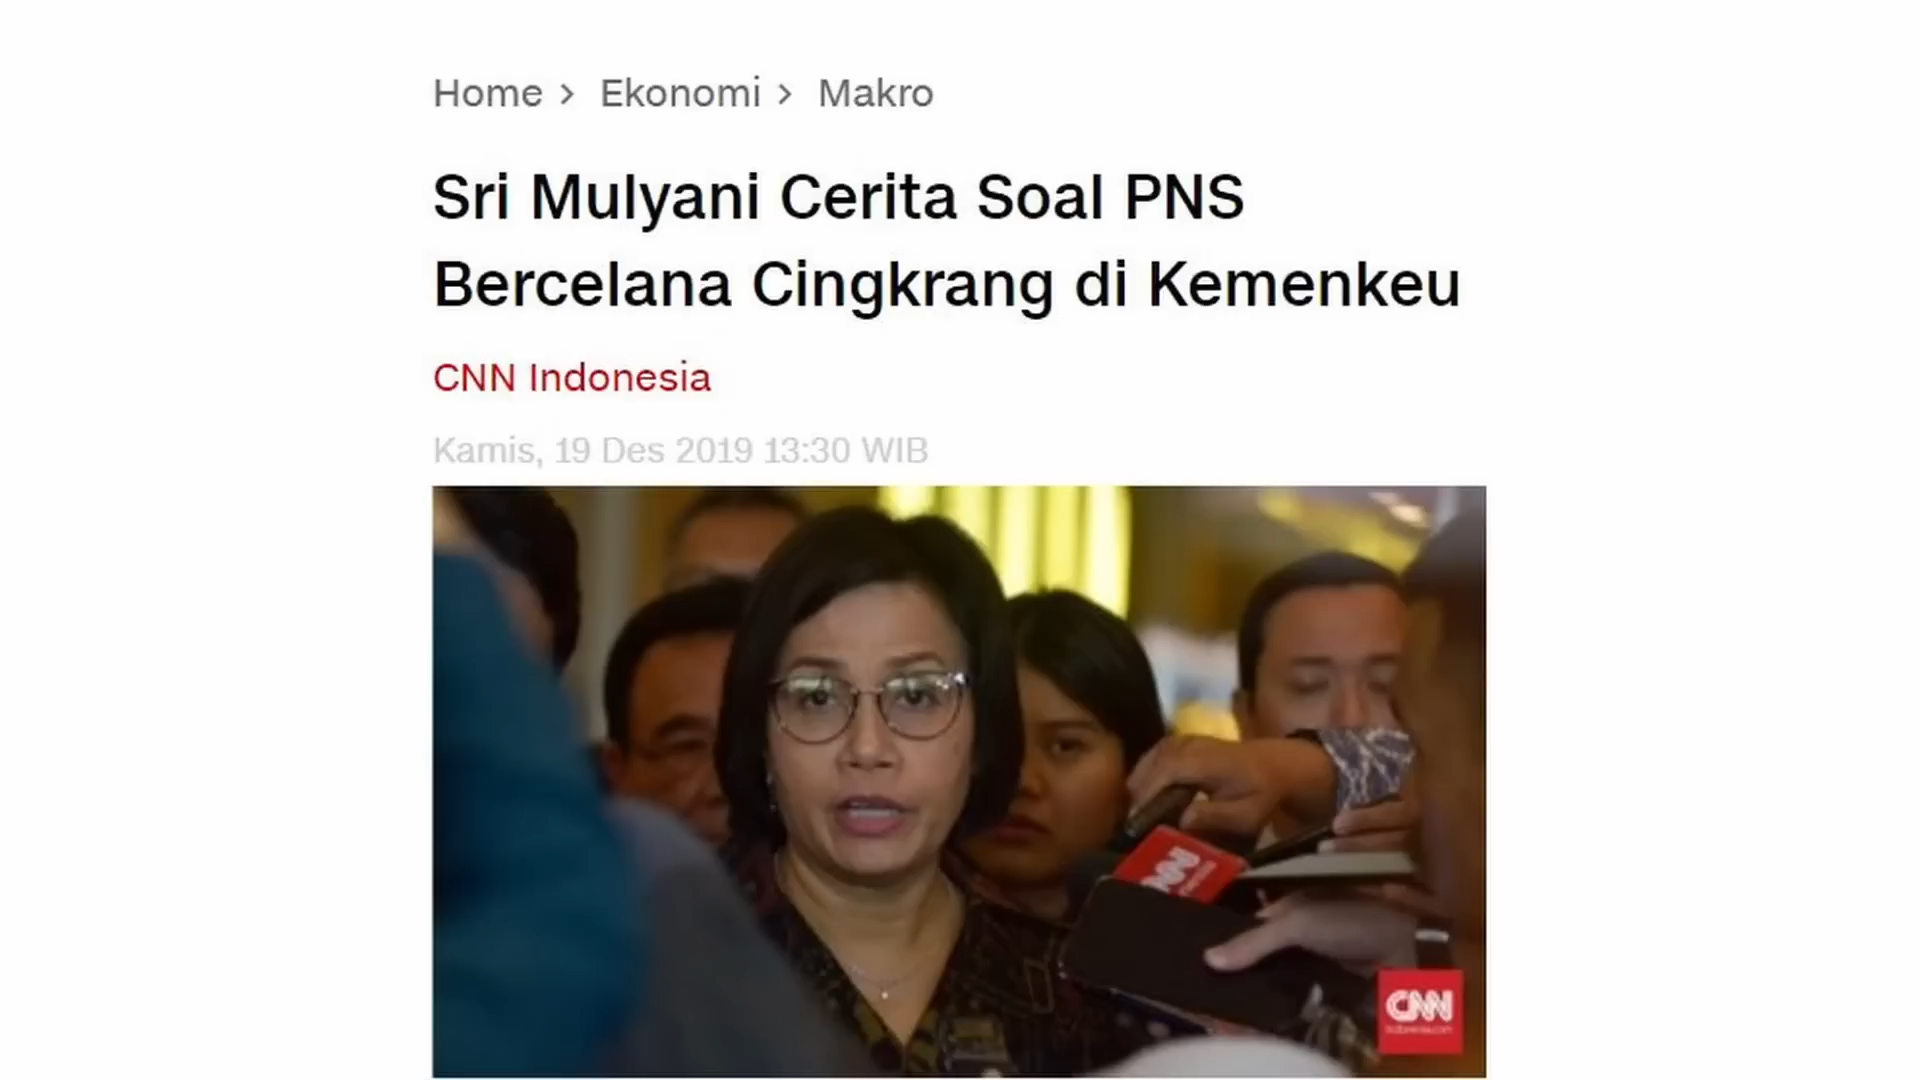 Home > Ekonomi > Makro
Sri Mulyani Cerita Soal PNS
Bercelana Cingkrang di Kemenkeu
CNN Indonesia
Kamis, 19 Des 2019 13:30 WIB
CNN
CNN